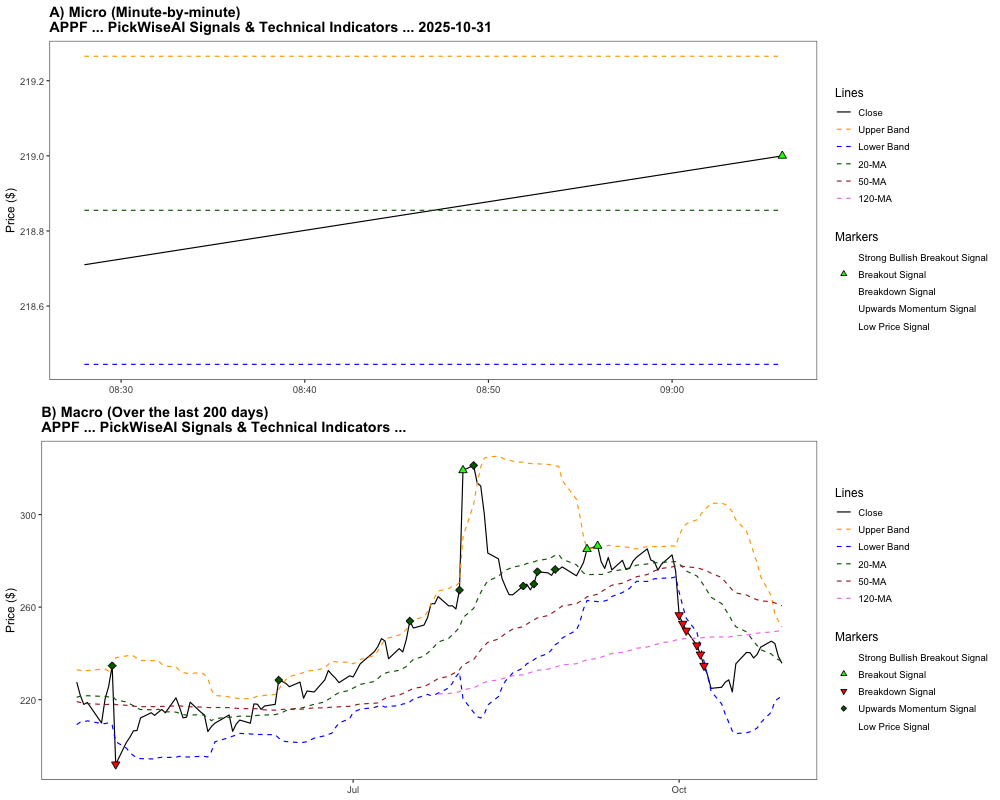 A) Micro (Minute-by-minute)
APPF ... PickWiseAI Signals & Technical Indicators ... 2025-10-31
Price ($)
219.2
219.0
218.8
218.6
08:30
08:40
08:50
09:00
Lines
Close
Upper Band
Lower Band
20-MA
50-MA
120-MA
Markers
Strong Bullish Breakout Signal
Breakout Signal
Breakdown Signal
Upwards Momentum Signal
Low Price Signal
B) Macro (Over the last 200 days)
APPF ... PickWiseAI Signals & Technical Indicators ...
Price ($)
300
260
220
Jul
Oct
Lines
Close
Upper Band
Lower Band
20-MA
50-MA
120-MA
Markers
Strong Bullish Breakout Signal
Breakout Signal
Breakdown Signal
Upwards Momentum Signal
Low Price Signal